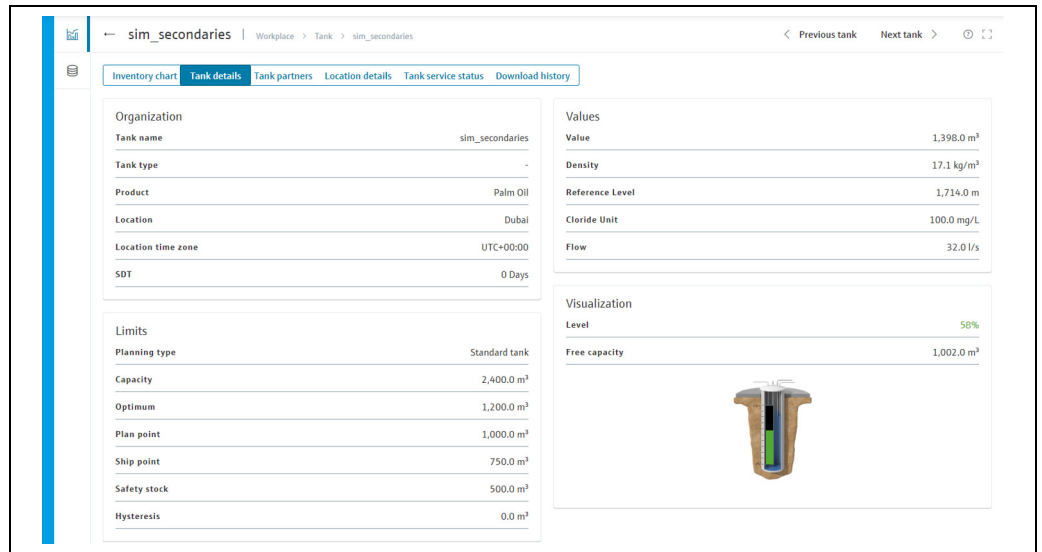 ← sim_secondaries | Workplace > Tank > sim_secondaries < Previous tank Next tank >
Inventory chart Tank details Tank partners Location details Tank service status Download history
Organization
Tank name sim_secondaries
Tank type -
Product Palm Oil
Location Dubai
Location time zone UTC+00:00
SDT 0 Days
Limits
Planning type Standard tank
Capacity 2,400.0 m³
Optimum 1,200.0 m³
Plan point 1,000.0 m³
Ship point 750.0 m³
Safety stock 500.0 m³
Hysteresis 0.0 m³
Values
Value 1,398.0 m³
Density 17.1 kg/m³
Reference Level 1,714.0 m
Cloride Unit 100.0 mg/L
Flow 32.0 l/s
Visualization
Level 58%
Free capacity 1,002.0 m³